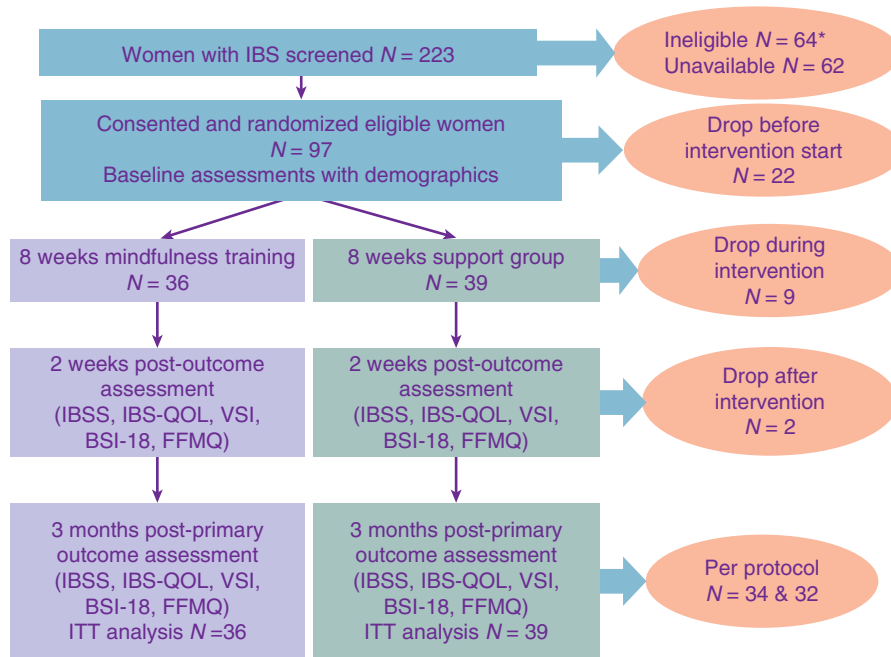 Women with IBS screened N = 223
Ineligible N = 64*
Unavailable N = 62
Consented and randomized eligible women
N = 97
Baseline assessments with demographics
Drop before
intervention start
N = 22
8 weeks mindfulness training
N = 36
8 weeks support group
N = 39
Drop during
intervention
N = 9
2 weeks post-outcome
assessment
(IBSS, IBS-QOL, VSI,
BSI-18, FFMQ)
2 weeks post-outcome
assessment
(IBSS, IBS-QOL, VSI,
BSI-18, FFMQ)
Drop after
intervention
N = 2
3 months post-primary
outcome assessment
(IBSS, IBS-QOL, VSI,
BSI-18, FFMQ)
ITT analysis N =36
3 months post-primary
outcome assessment
(IBSS, IBS-QOL, VSI,
BSI-18, FFMQ)
ITT analysis N = 39
Per protocol
N = 34 & 32